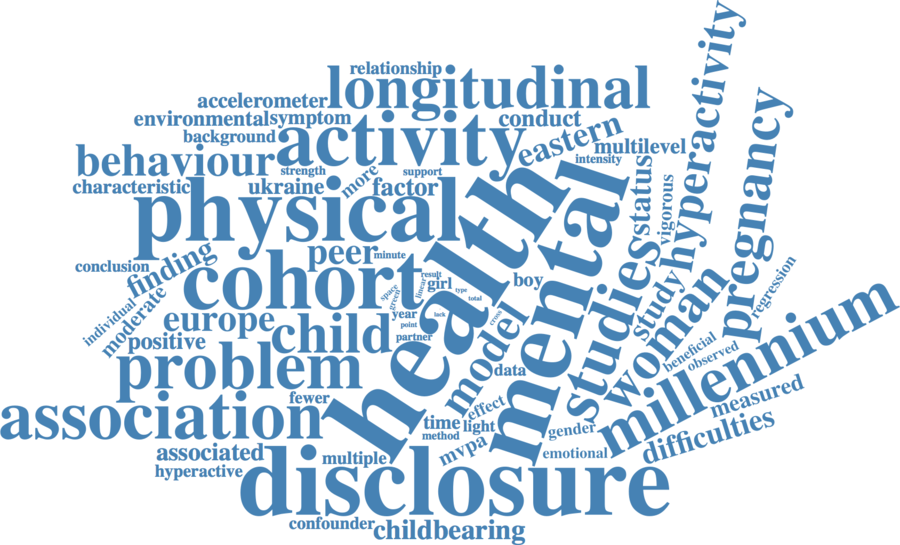 relationship
longitudinal
accelerometer
environmental
symptom
conduct
background
activity
eastern
multilevel
behaviour
strength
support
intensity
characteristic
ukraine
more
factor
physical
health
mental
status
vigorous
hyperactivity
pregnancy
conclusion
finding
peer
minute
cohort
result
girl
linear
type
boy
space
green
total
individual
moderate
europe
year
lack
cross
point
child
partner
positive
model
studies
study
woman
regression
problem
data
beneficial
observed
millennium
fewer
effect
association
time
light
method
gender
measured
difficulties
associated
multiple
mvpa
emotional
hyperactive
disclosure
confounder
childbearing